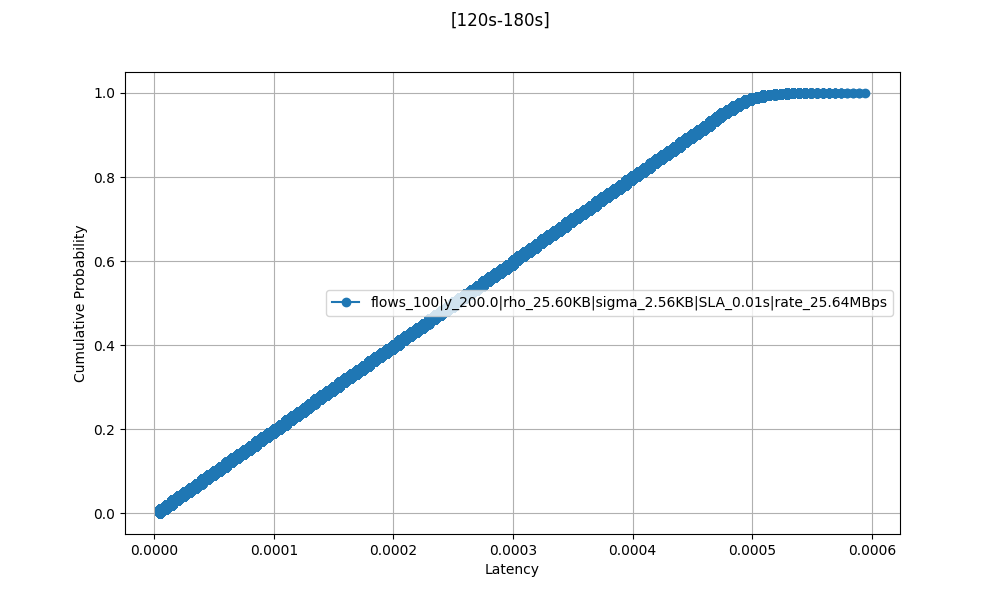 [120s-180s]
1.0
0.8
0.6
0.4
0.2
0.0
Cumulative Probability
flows_100|y_200.0|rho_25.60KB|sigma_2.56KB|SLA_0.01s|rate_25.64MBps
0.0000 0.0001 0.0002 0.0003 0.0004 0.0005 0.0006
Latency